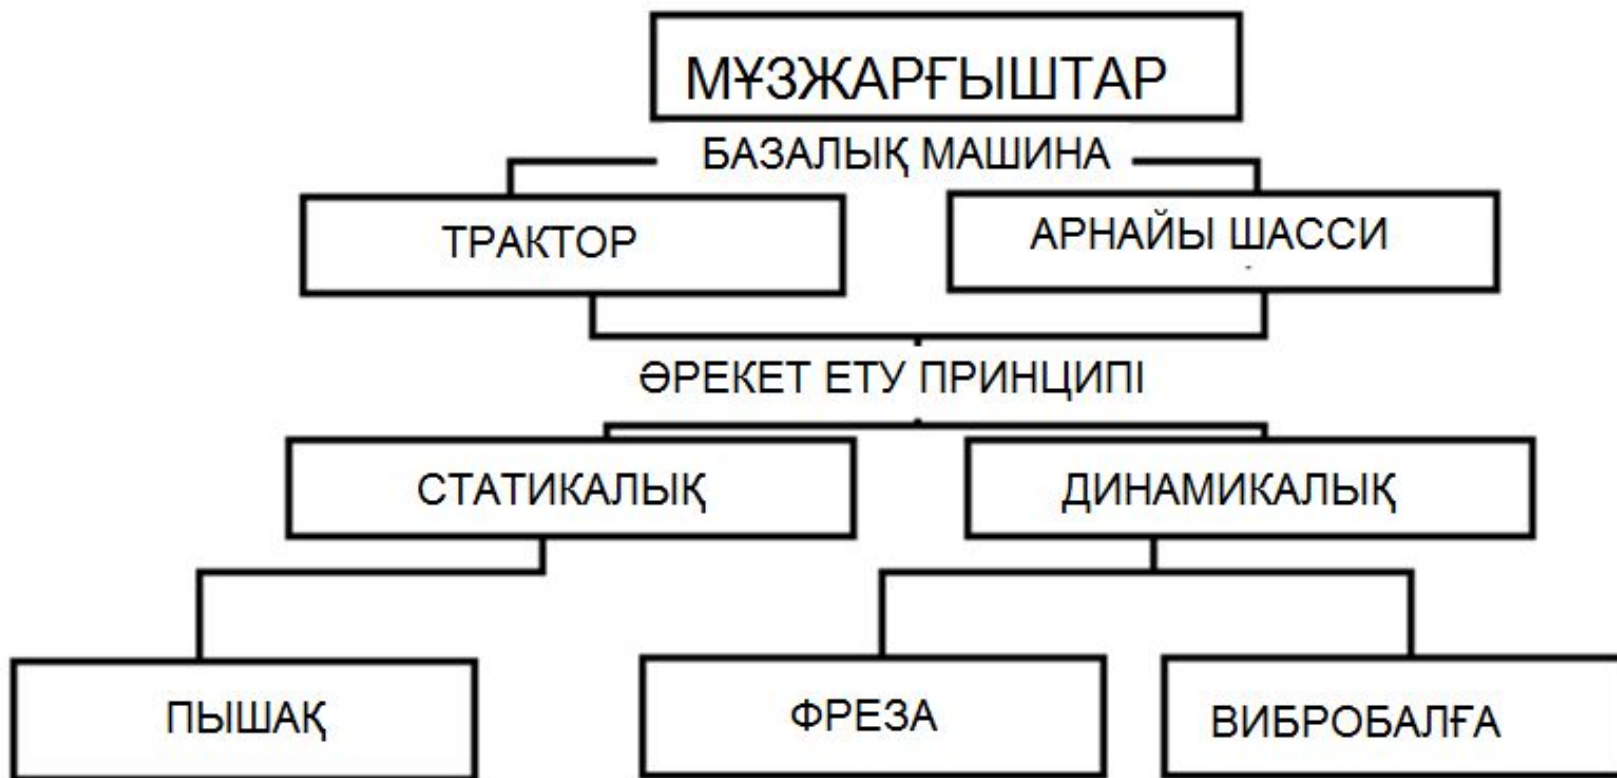 МҰЗЖАРҒЫШТАР
БАЗАЛЫҚ МАШИНА
ТРАКТОР
АРНАЙЫ ШАССИ
ӘРЕКЕТ ЕТУ ПРИНЦИПІ
СТАТИКАЛЫҚ
ДИНАМИКАЛЫҚ
ПЫШАҚ
ФРЕЗА
ВИБРОБАЛҒА